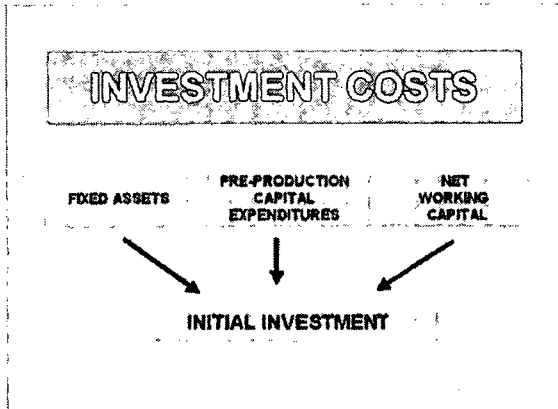 INVESTMENT COSTS
FIXED ASSETS
PRE-PRODUCTION
CAPITAL
EXPENDITURES
NET
WORKING
CAPITAL
INITIAL INVESTMENT